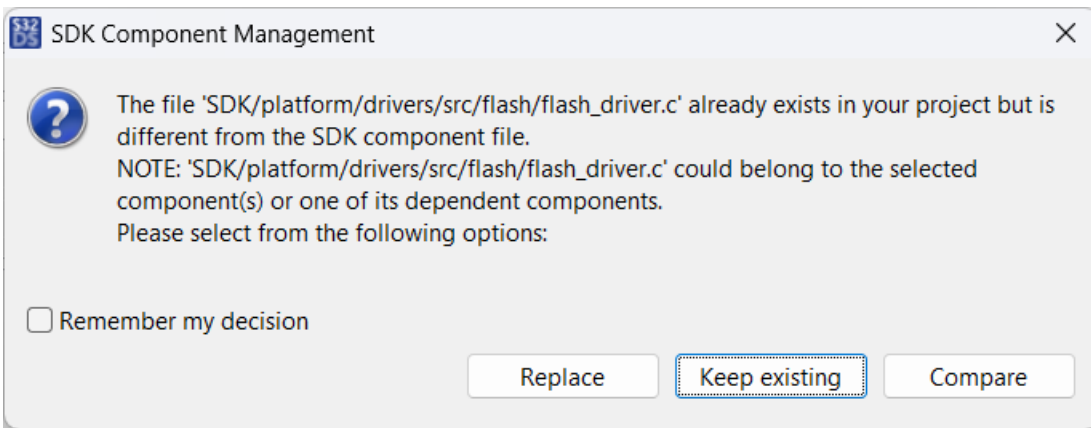 S32
DS
SDK Component Management
The file 'SDK/platform/drivers/src/flash/flash_driver.c' already exists in your project but is
different from the SDK component file.
NOTE: 'SDK/platform/drivers/src/flash/flash_driver.c' could belong to the selected
component(s) or one of its dependent components.
Please select from the following options:
Remember my decision
Replace
Keep existing
Compare